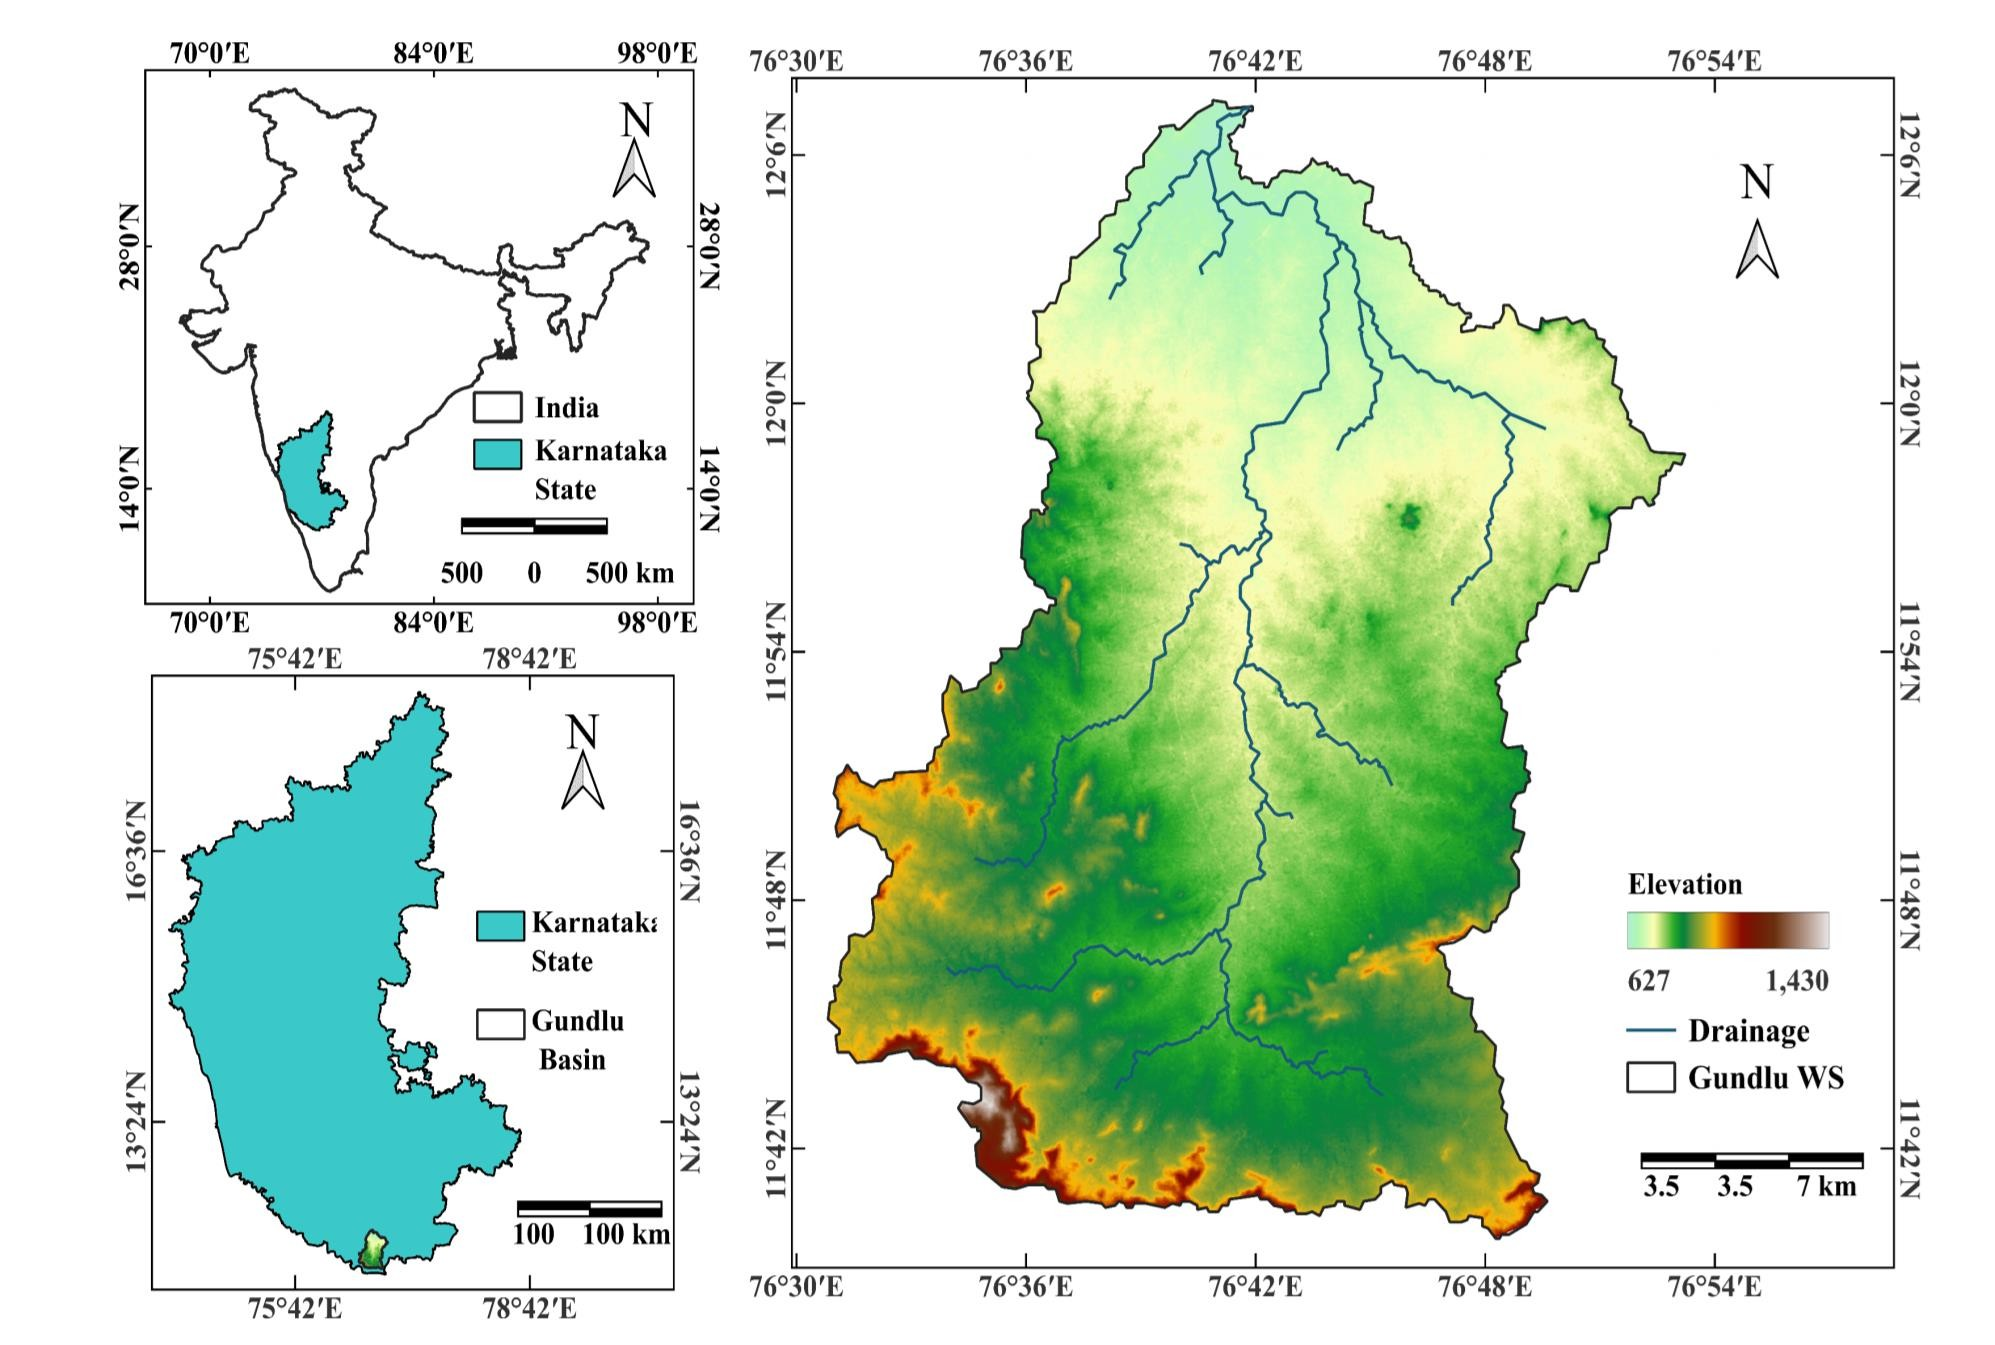 70°0′E 84°0′E 98°0′E
N
28°0′N 28°0′N
India
Karnataka
State
14°0′N 14°0′N
500 0 500 km
70°0′E 84°0′E 98°0′E
75°42′E 78°42′E
N
16°36′N 16°36′N
Karnataka
State
Gundlu
Basin
13°24′N 13°24′N
100 100 km
75°42′E 78°42′E
76°30′E 76°36′E 76°42′E 76°48′E 76°54′E
12°6′N 12°6′N
N
12°0′N 12°0′N
11°54′N 11°54′N
11°48′N 11°48′N
Elevation
627 1,430
Drainage
Gundlu WS
11°42′N 11°42′N
3.5 3.5 7 km
76°30′E 76°36′E 76°42′E 76°48′E 76°54′E